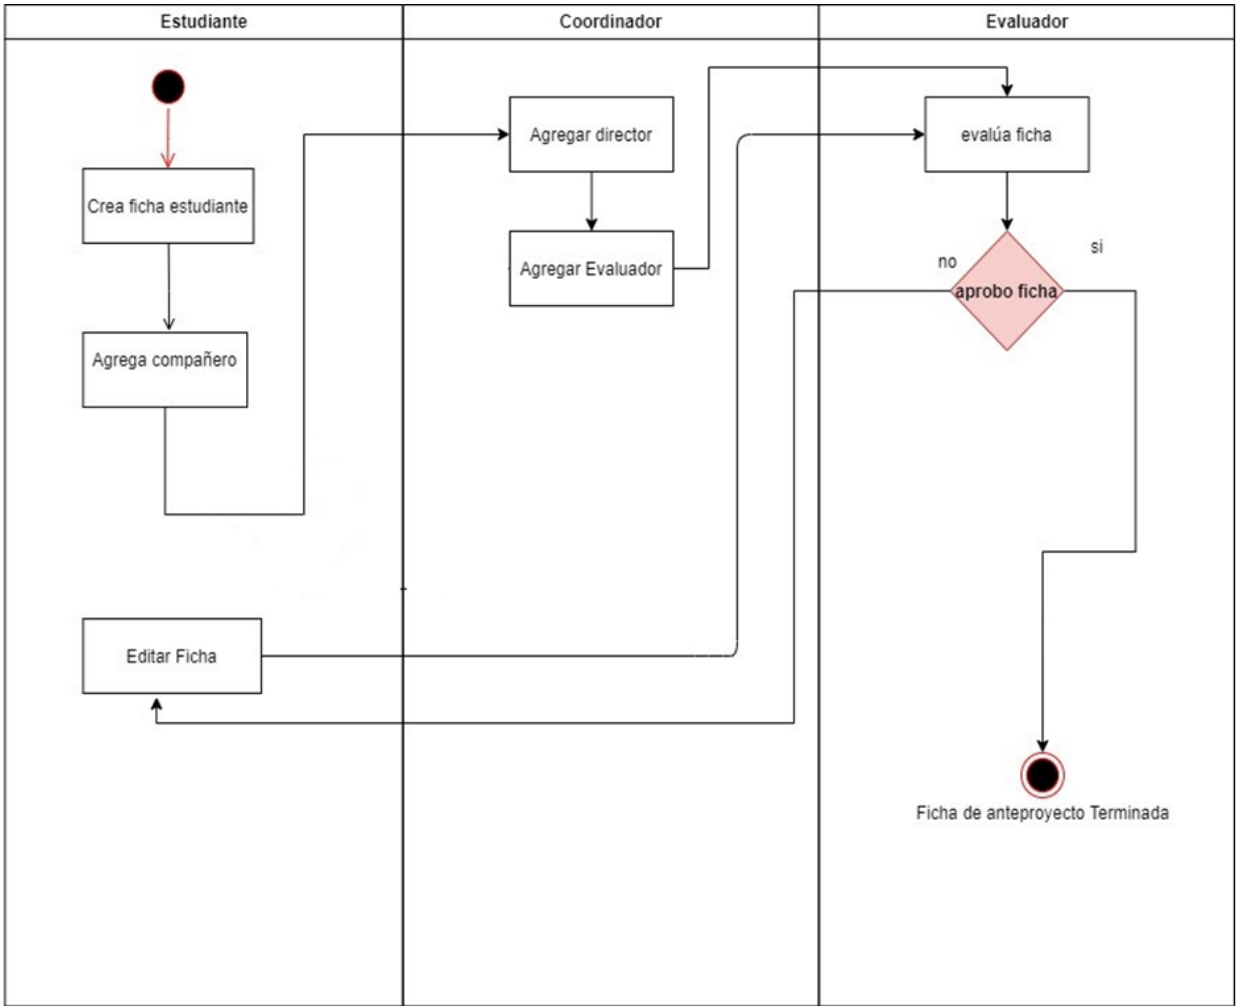 Estudiante
Coordinador
Evaluador
Crea ficha estudiante
Agrega compañero
Editar Ficha
Agregar director
Agregar Evaluador
evalúa ficha
no
si
aprobo ficha
Ficha de anteproyecto Terminada